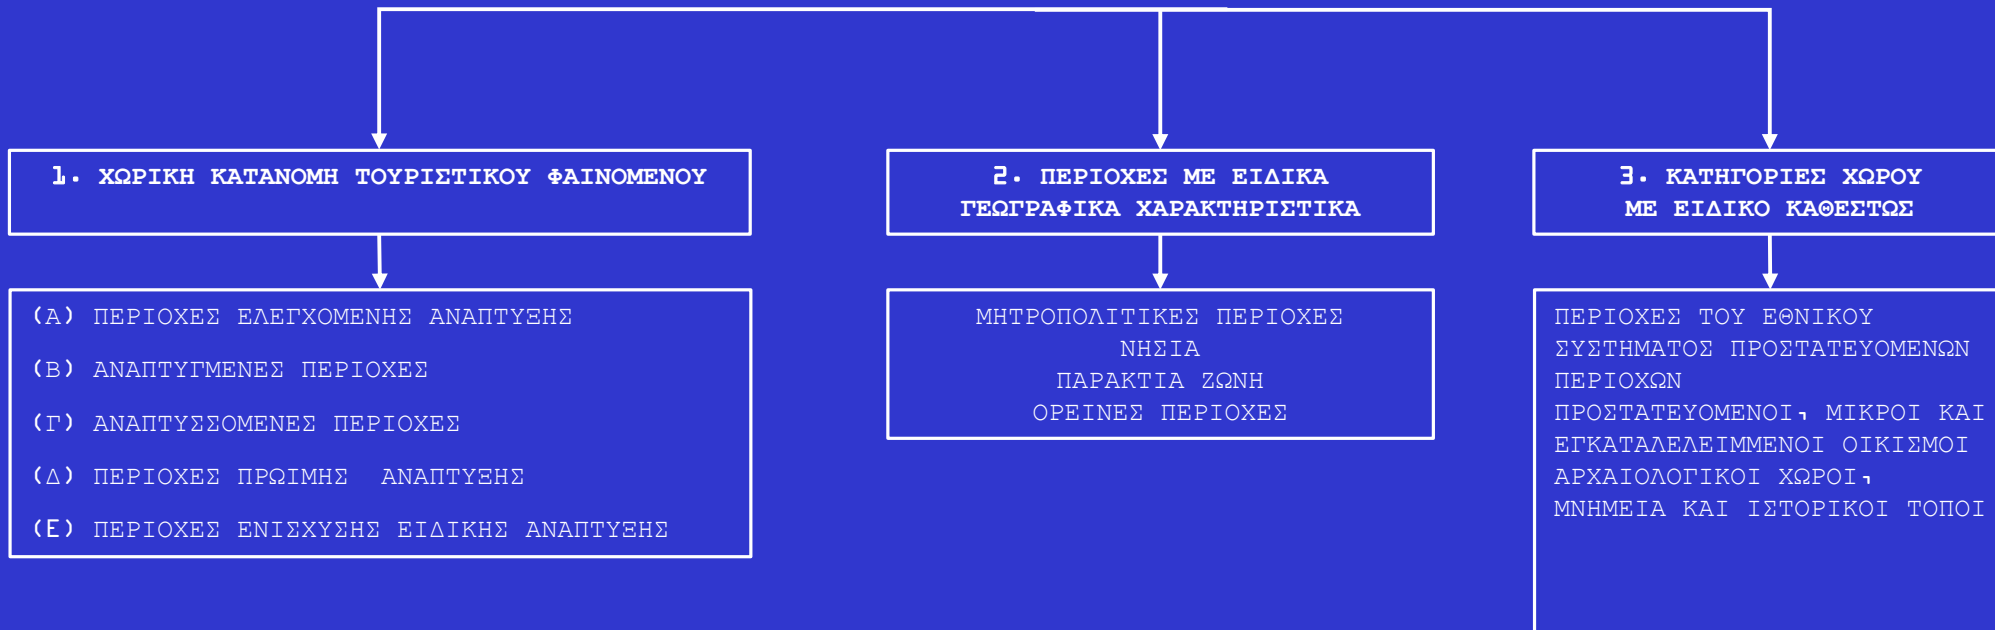 1. ΧΩΡΙΚΗ ΚΑΤΑΝΟΜΗ ΤΟΥΡΙΣΤΙΚΟΥ ΦΑΙΝΟΜΕΝΟΥ
(Α) ΠΕΡΙΟΧΕΣ ΕΛΕΓΧΟΜΕΝΗΣ ΑΝΑΠΤΥΞΗΣ
(Β) ΑΝΑΠΤΥΓΜΕΝΕΣ ΠΕΡΙΟΧΕΣ
(Γ) ΑΝΑΠΤΥΣΣΟΜΕΝΕΣ ΠΕΡΙΟΧΕΣ
(Δ) ΠΕΡΙΟΧΕΣ ΠΡΩΙΜΗΣ ΑΝΑΠΤΥΞΗΣ
(Ε) ΠΕΡΙΟΧΕΣ ΕΝΙΣΧΥΣΗΣ ΕΙΔΙΚΗΣ ΑΝΑΠΤΥΞΗΣ
2. ΠΕΡΙΟΧΕΣ ΜΕ ΕΙΔΙΚΑ
ΓΕΩΓΡΑΦΙΚΑ ΧΑΡΑΚΤΗΡΙΣΤΙΚΑ
ΜΗΤΡΟΠΟΛΙΤΙΚΕΣ ΠΕΡΙΟΧΕΣ
ΝΗΣΙΑ
ΠΑΡΑΚΤΙΑ ΖΩΝΗ
ΟΡΕΙΝΕΣ ΠΕΡΙΟΧΕΣ
3. ΚΑΤΗΓΟΡΙΕΣ ΧΩΡΟΥ
ΜΕ ΕΙΔΙΚΟ ΚΑΘΕΣΤΩΣ
ΠΕΡΙΟΧΕΣ ΤΟΥ ΕΘΝΙΚΟΥ
ΣΥΣΤΗΜΑΤΟΣ ΠΡΟΣΤΑΤΕΥΟΜΕΝΩΝ
ΠΕΡΙΟΧΩΝ
ΠΡΟΣΤΑΤΕΥΟΜΕΝΟΙ, ΜΙΚΡΟΙ ΚΑΙ
ΕΓΚΑΤΑΛΕΛΕΙΜΜΕΝΟΙ ΟΙΚΙΣΜΟΙ
ΑΡΧΑΙΟΛΟΓΙΚΟΙ ΧΩΡΟΙ,
ΜΝΗΜΕΙΑ ΚΑΙ ΙΣΤΟΡΙΚΟΙ ΤΟΠΟΙ